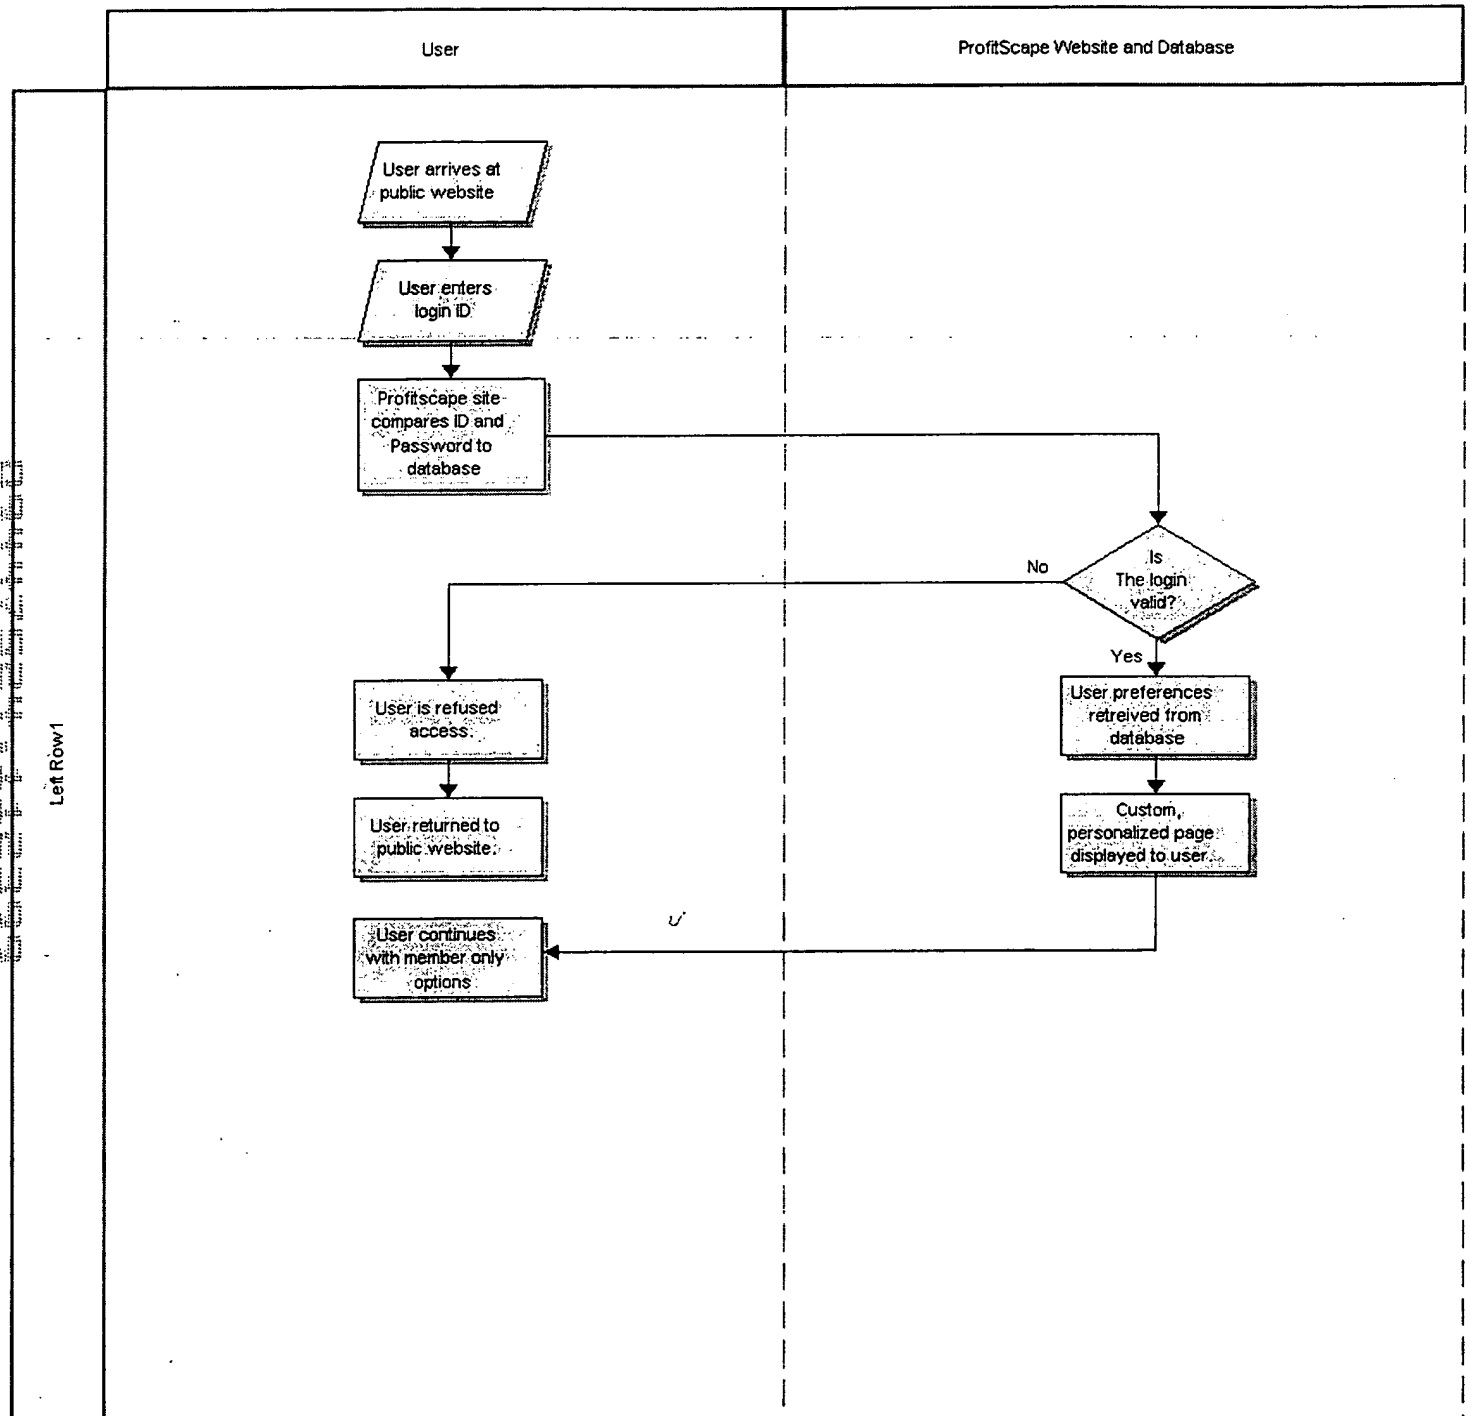 User
ProfitScape Website and Database
User arrives at
public website
User enters
login ID
Profitscape site
compares ID and
Password to
database
Is
The login
valid?
No
Yes
User is refused
access.
User preferences
retreived from
database
User returned to
public website.
Custom,
personalized page
displayed to user.
User continues
with member only
options
Left Row1